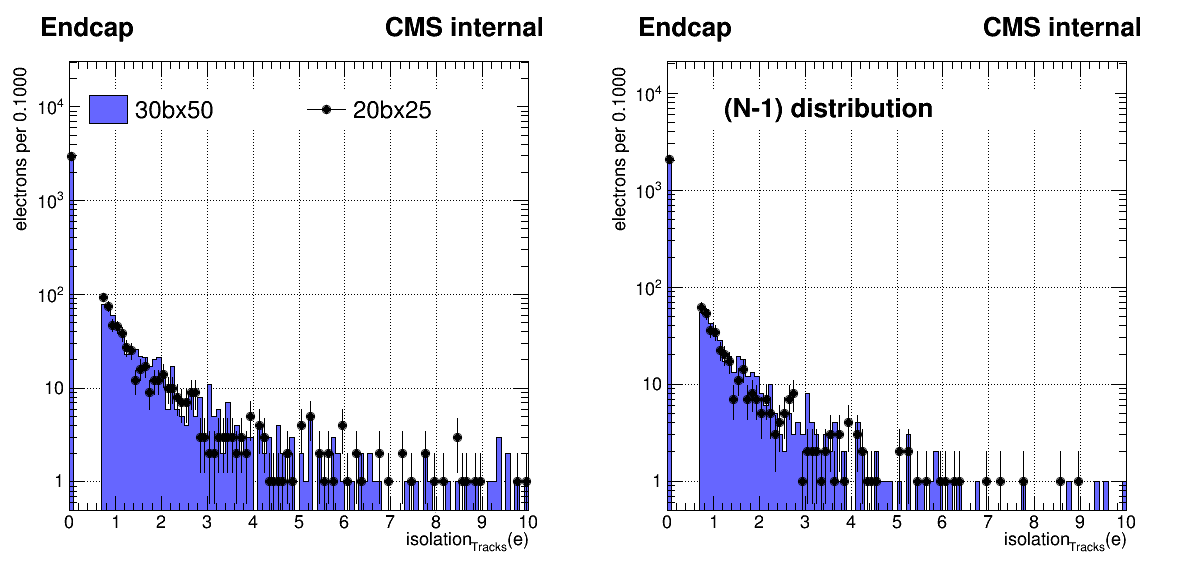 Endcap CMS internal
electrons per 0.1000
30bx50 20bx25
10^4
10^3
10^2
10
1
0 1 2 3 4 5 6 7 8 9 10
isolation_Tracks(e)
Endcap CMS internal
electrons per 0.1000
(N-1) distribution
10^4
10^3
10^2
10
1
0 1 2 3 4 5 6 7 8 9 10
isolation_Tracks(e)